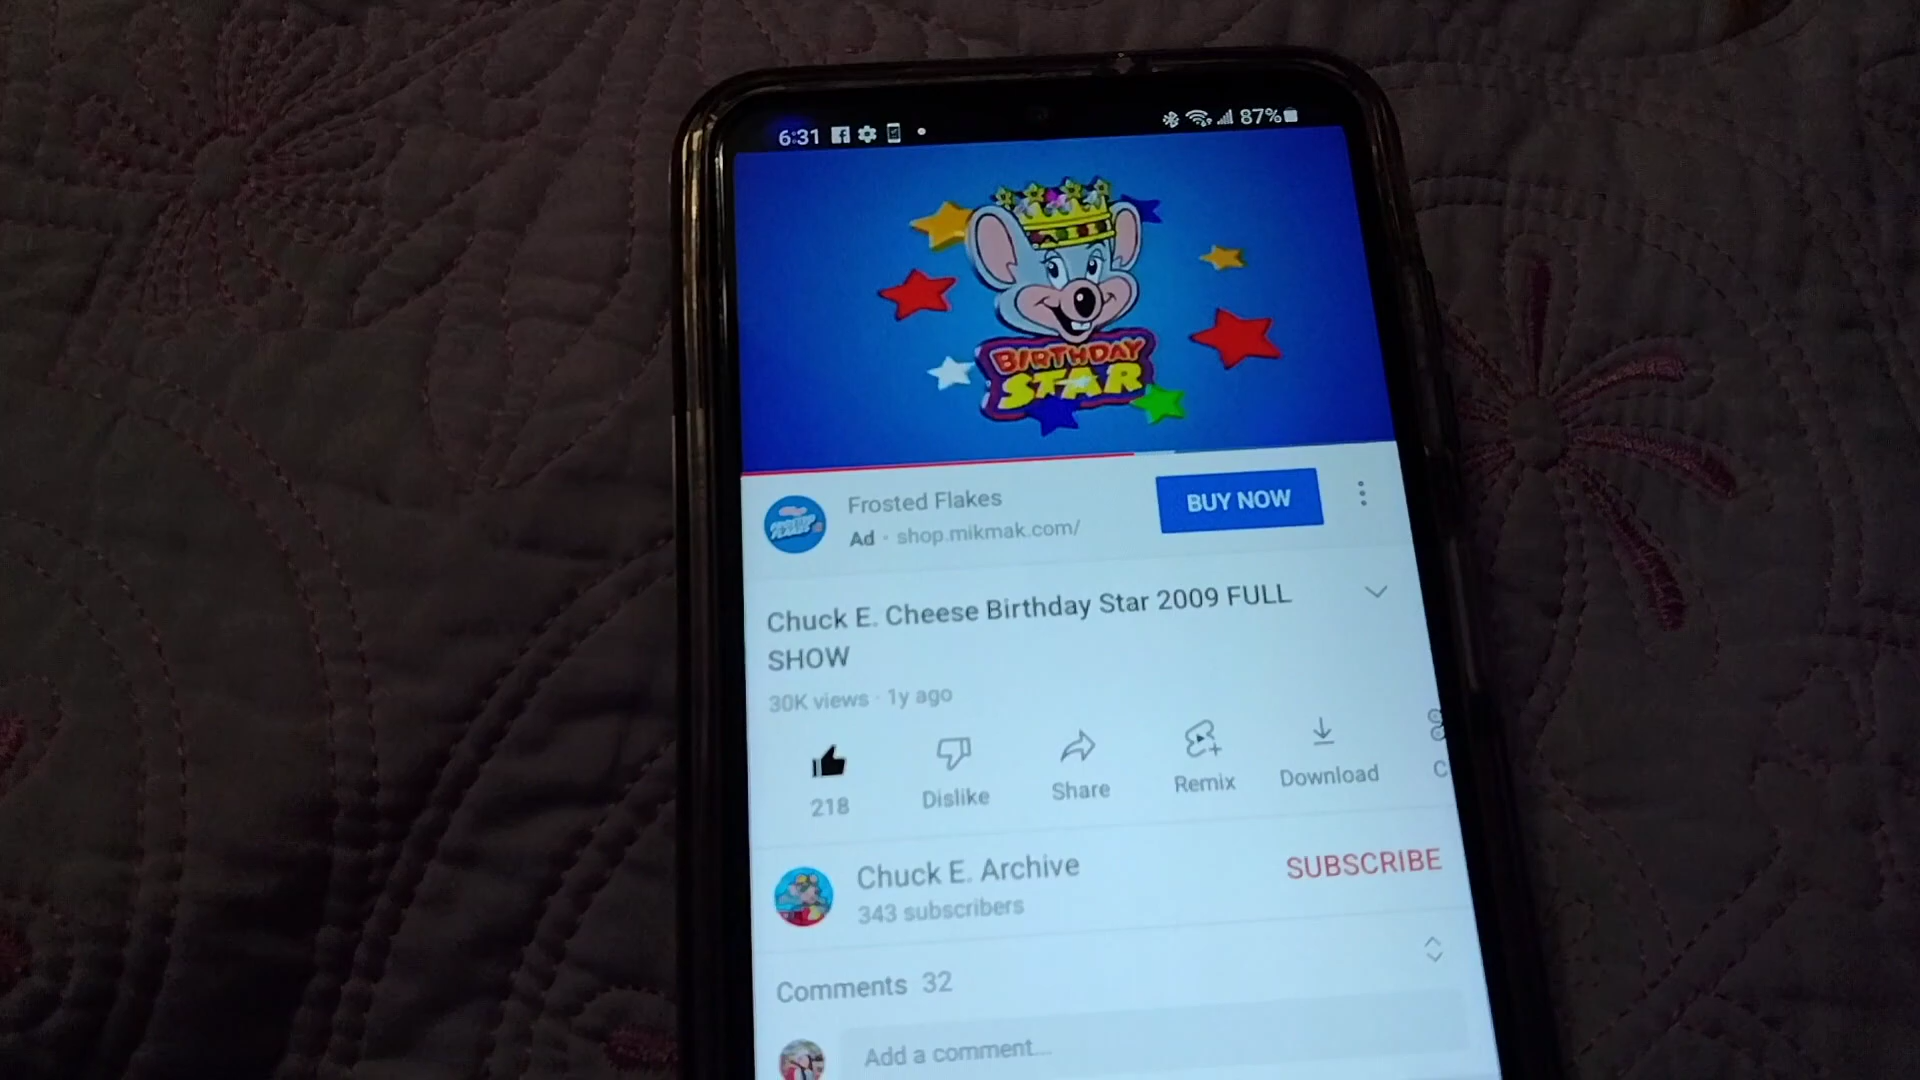 6:31
87%
BIRTHDAY
STAR
Frosted Flakes
BUY NOW
Ad · shop.mikmak.com/
Chuck E. Cheese Birthday Star 2009 FULL
SHOW
30K views · 1y ago
218
Dislike
Share
Remix
Download
C
Chuck E. Archive
343 subscribers
SUBSCRIBE
Comments 32
Add a comment...